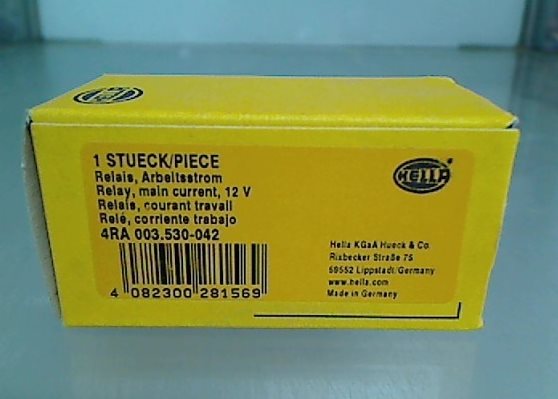 1 STUECK/PIECE
Relais, Arbeitsstrom
Relay, main current, 12 V
Relais, courant travail
Relé, corriente trabajo
4RA 003.530-042
4 082300 281569
HELLA
Hella KGaA Hueck & Co.
Rixbecker Straße 75
59552 Lippstadt/Germany
www.hella.com
Made in Germany